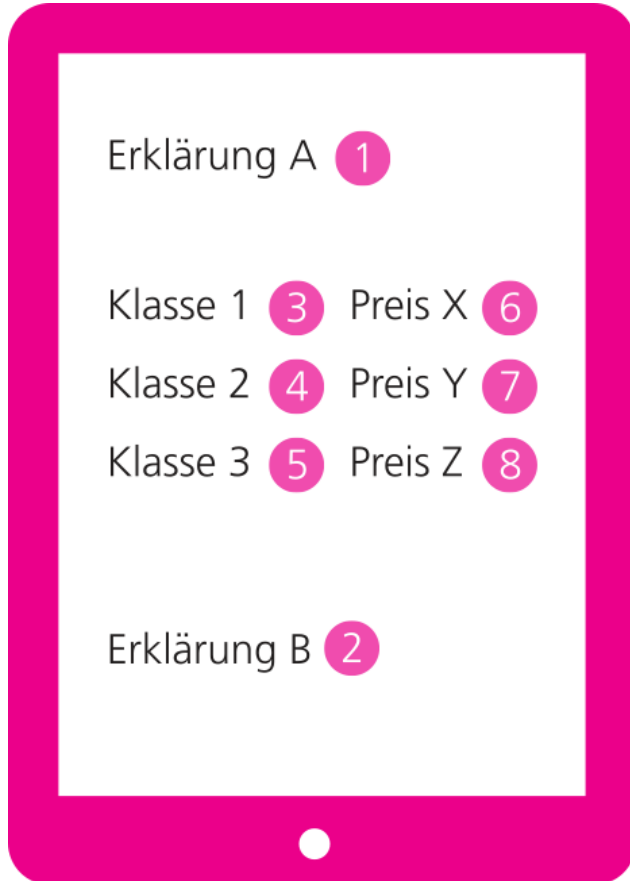 Erklärung A 1
Klasse 1 3 Preis X 6
Klasse 2 4 Preis Y 7
Klasse 3 5 Preis Z 8
Erklärung B 2